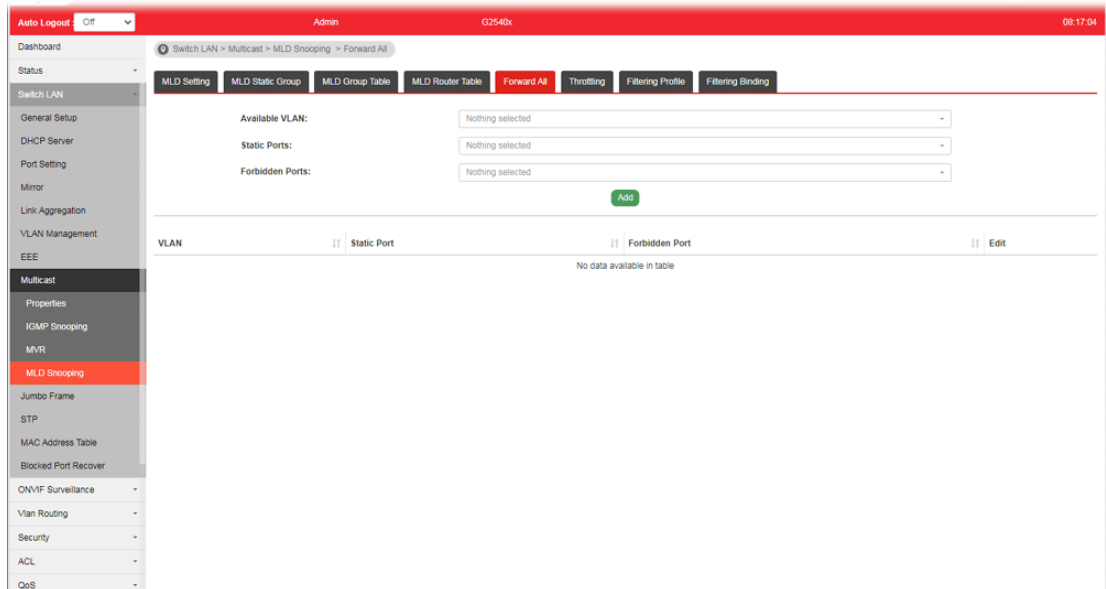 Auto Logout : Off Admin G2540x 08:17:04
Dashboard
Status
Switch LAN
General Setup
DHCP Server
Port Setting
Mirror
Link Aggregation
VLAN Management
EEE
Multicast
Properties
IGMP Snooping
MVR
MLD Snooping
Jumbo Frame
STP
MAC Address Table
Blocked Port Recover
ONVIF Surveillance
Vlan Routing
Security
ACL
QoS
Switch LAN > Multicast > MLD Snooping > Forward All
MLD Setting MLD Static Group MLD Group Table MLD Router Table Forward All Throttling Filtering Profile Filtering Binding
Available VLAN: Nothing selected
Static Ports: Nothing selected
Forbidden Ports: Nothing selected
Add
VLAN Static Port Forbidden Port Edit
No data available in table